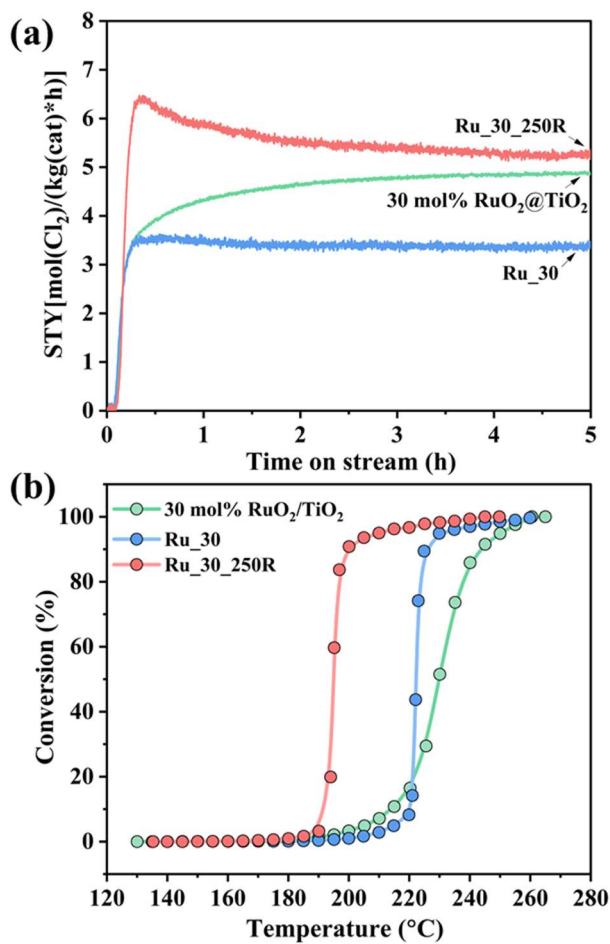 (a)
8
7
6
5
4
3
2
1
0
STY[mol(Cl₂)/(kg(cat)*h)]
Ru_30_250R
30 mol% RuO₂@TiO₂
Ru_30
0 1 2 3 4 5
Time on stream (h)
(b)
100
80
60
40
20
0
Conversion (%)
30 mol% RuO₂/TiO₂
Ru_30
Ru_30_250R
120 140 160 180 200 220 240 260 280
Temperature (°C)